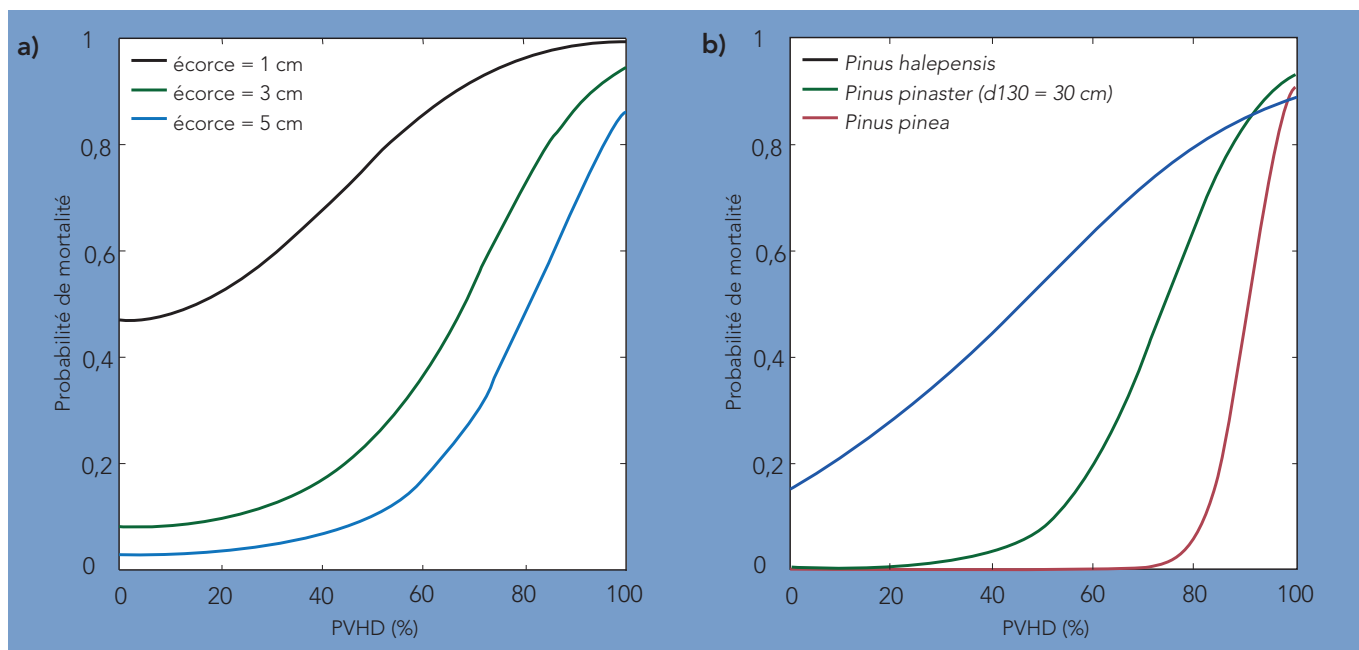 a)
écorce = 1 cm
écorce = 3 cm
écorce = 5 cm
Probabilité de mortalité
1
0,8
0,6
0,4
0,2
0
0 20 40 60 80 100
PVHD (%)
b)
Pinus halepensis
Pinus pinaster (d130 = 30 cm)
Pinus pinea
Probabilité de mortalité
1
0,8
0,6
0,4
0,2
0
0 20 40 60 80 100
PVHD (%)